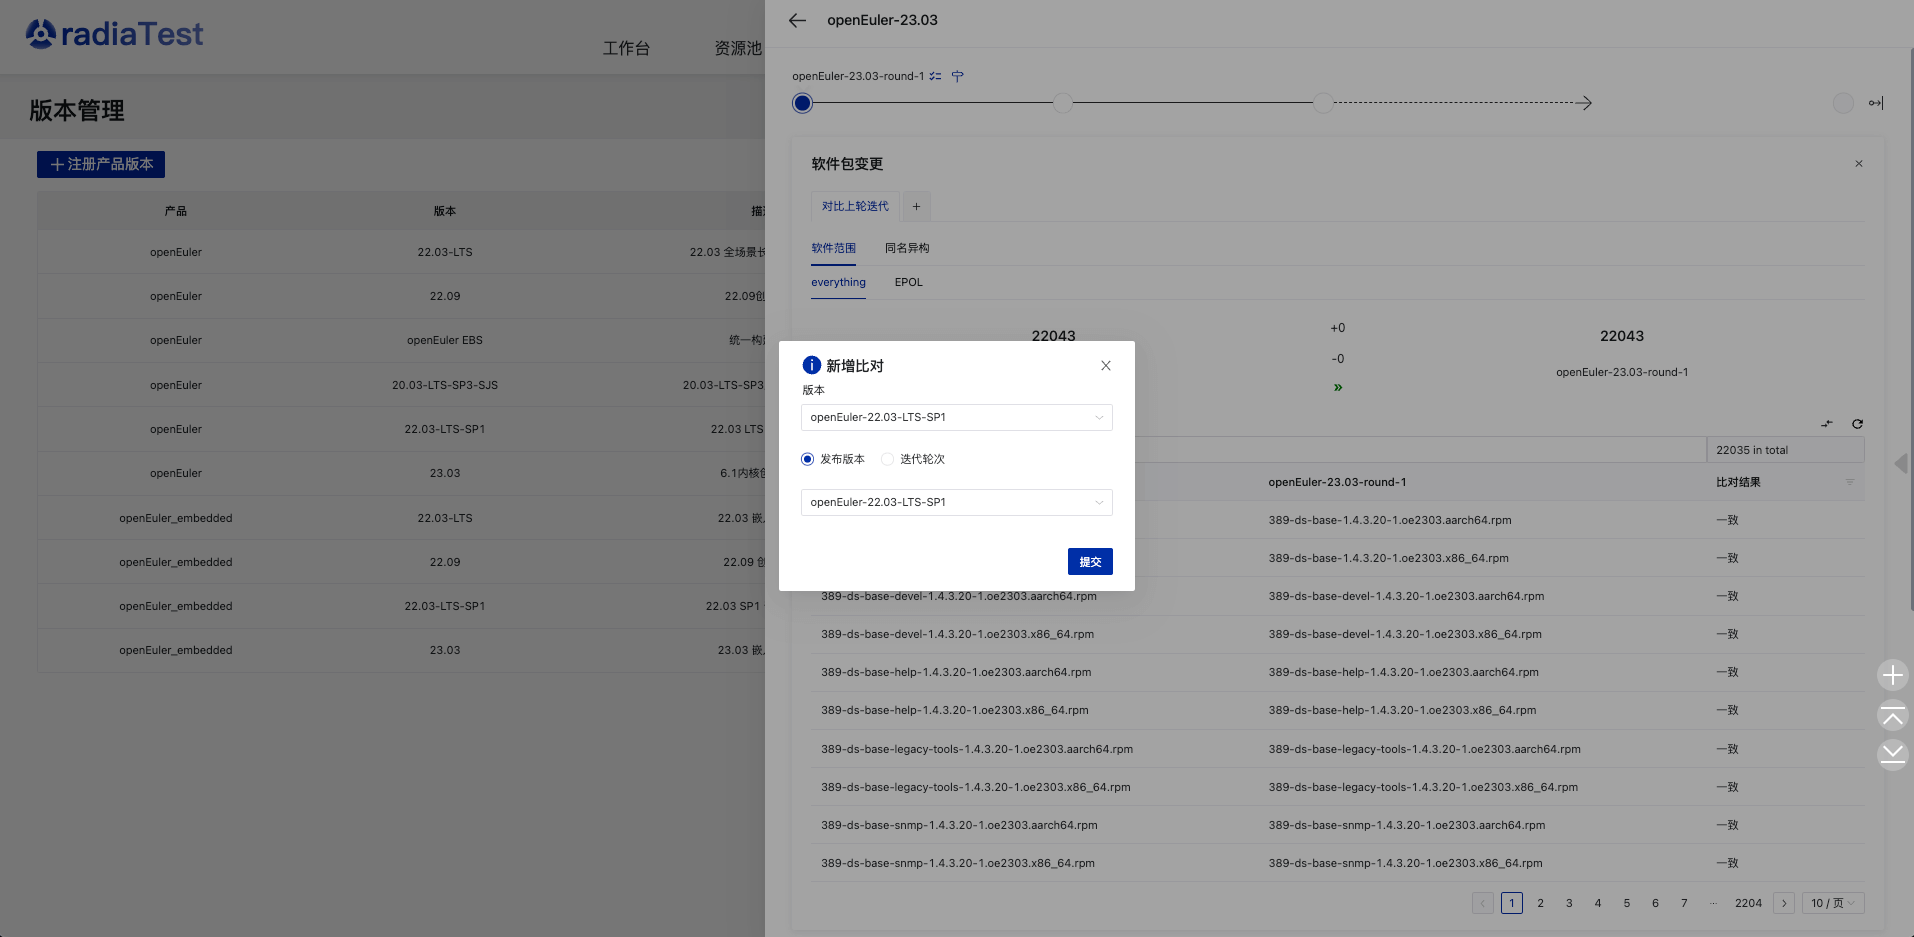 radiaTest
工作台
资源池
版本管理
注册产品版本
产品 版本
openEuler 22.03-LTS 22.03 全场景长
openEuler 22.09 22.09创
openEuler openEuler EBS 统一构建
openEuler 20.03-LTS-SP3-SJS 20.03-LTS-SP3
openEuler 22.03-LTS-SP1 22.03 LTS
openEuler 23.03 6.1内核创
openEuler_embedded 22.03-LTS 22.03 嵌入
openEuler_embedded 22.09 22.09 创
openEuler_embedded 22.03-LTS-SP1 22.03 SP1
openEuler_embedded 23.03 23.03 嵌入
openEuler-23.03
openEuler-23.03-round-1
软件包变更
对比上轮迭代 +
软件范围 同名异构
everything EPOL
22043 +0 22043
-0
openEuler-23.03-round-1
»
新增比对
版本
openEuler-22.03-LTS-SP1
发布版本 迭代轮次
openEuler-22.03-LTS-SP1
提交
22035 in total
openEuler-23.03-round-1 比对结果
389-ds-base-1.4.3.20-1.oe2303.aarch64.rpm 一致
389-ds-base-1.4.3.20-1.oe2303.x86_64.rpm 一致
389-ds-base-devel-1.4.3.20-1.oe2303.aarch64.rpm 389-ds-base-devel-1.4.3.20-1.oe2303.aarch64.rpm 一致
389-ds-base-devel-1.4.3.20-1.oe2303.x86_64.rpm 389-ds-base-devel-1.4.3.20-1.oe2303.x86_64.rpm 一致
389-ds-base-help-1.4.3.20-1.oe2303.aarch64.rpm 389-ds-base-help-1.4.3.20-1.oe2303.aarch64.rpm 一致
389-ds-base-help-1.4.3.20-1.oe2303.x86_64.rpm 389-ds-base-help-1.4.3.20-1.oe2303.x86_64.rpm 一致
389-ds-base-legacy-tools-1.4.3.20-1.oe2303.aarch64.rpm 389-ds-base-legacy-tools-1.4.3.20-1.oe2303.aarch64.rpm 一致
389-ds-base-legacy-tools-1.4.3.20-1.oe2303.x86_64.rpm 389-ds-base-legacy-tools-1.4.3.20-1.oe2303.x86_64.rpm 一致
389-ds-base-snmp-1.4.3.20-1.oe2303.aarch64.rpm 389-ds-base-snmp-1.4.3.20-1.oe2303.aarch64.rpm 一致
389-ds-base-snmp-1.4.3.20-1.oe2303.x86_64.rpm 389-ds-base-snmp-1.4.3.20-1.oe2303.x86_64.rpm 一致
1 2 3 4 5 6 7 ··· 2204 10 / 页